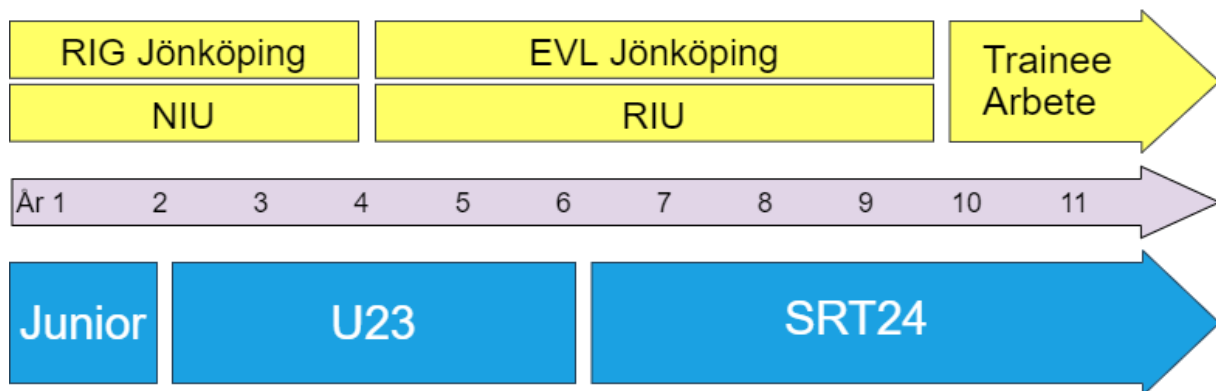 RIG Jönköping
EVL Jönköping
Trainee
Arbete
NIU
RIU
År 1 2 3 4 5 6 7 8 9 10 11
Junior
U23
SRT24